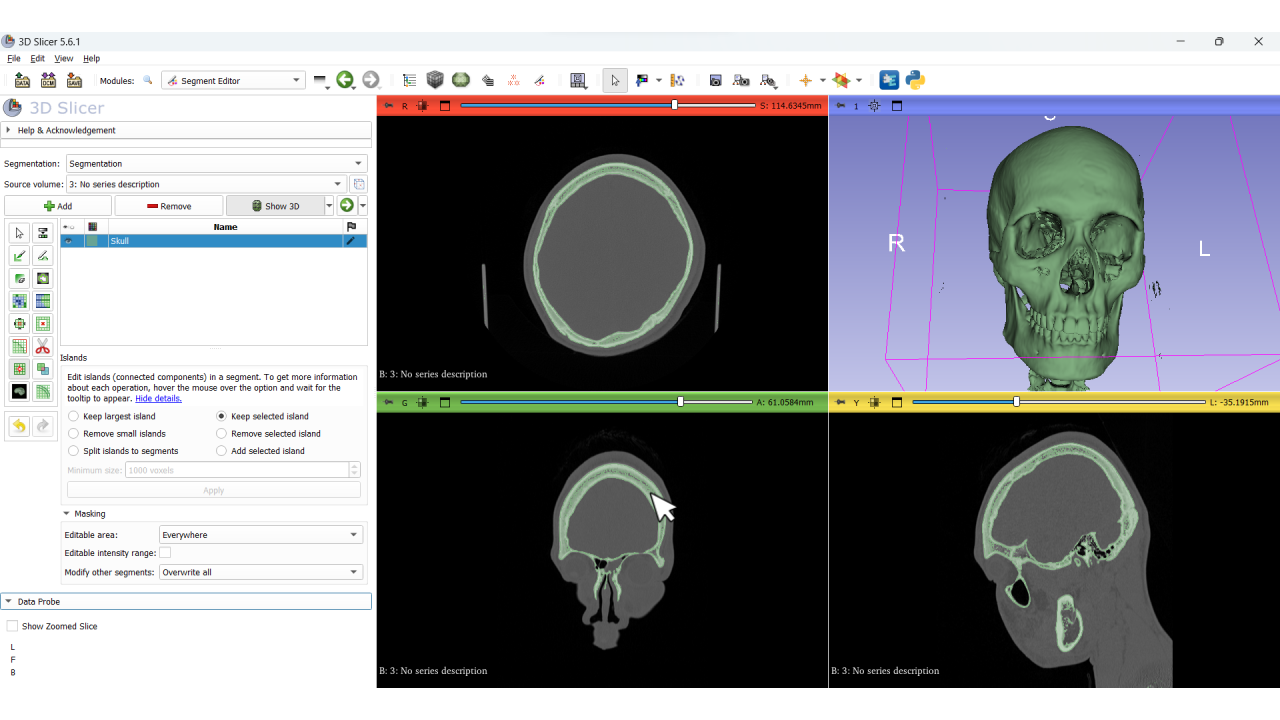 3D Slicer 5.6.1
File Edit View Help
DATA DCM SAVE Modules: Segment Editor
3D Slicer
Help & Acknowledgement
Segmentation: Segmentation
Source volume: 3: No series description
Add Remove Show 3D
Name
Skull
Islands
Edit islands (connected components) in a segment. To get more information
about each operation, hover the mouse over the option and wait for the
tooltip to appear. Hide details.
Keep largest island Keep selected island
Remove small islands Remove selected island
Split islands to segments Add selected island
Minimum size: 1000 voxels
Apply
Masking
Editable area: Everywhere
Editable intensity range:
Modify other segments: Overwrite all
Data Probe
Show Zoomed Slice
L
F
B
R S: 114.6345mm
B: 3: No series description
1
R L
G A: 61.0584mm
B: 3: No series description
Y L: -35.1915mm
B: 3: No series description